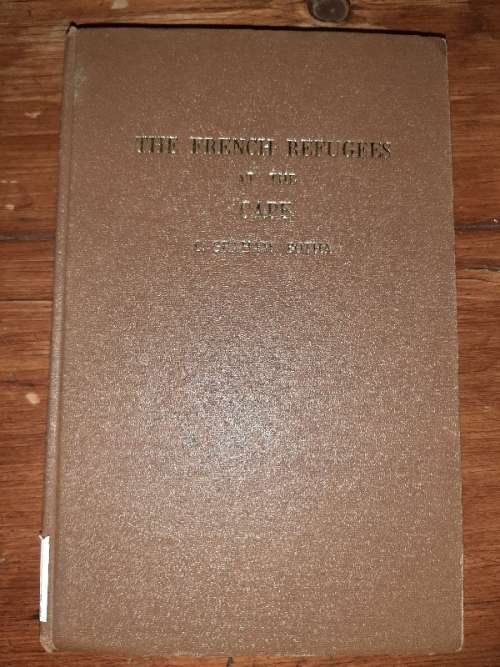 THE FRENCH REFUGEES
AT THE
CAPE
C. GRAHAM BOTHA